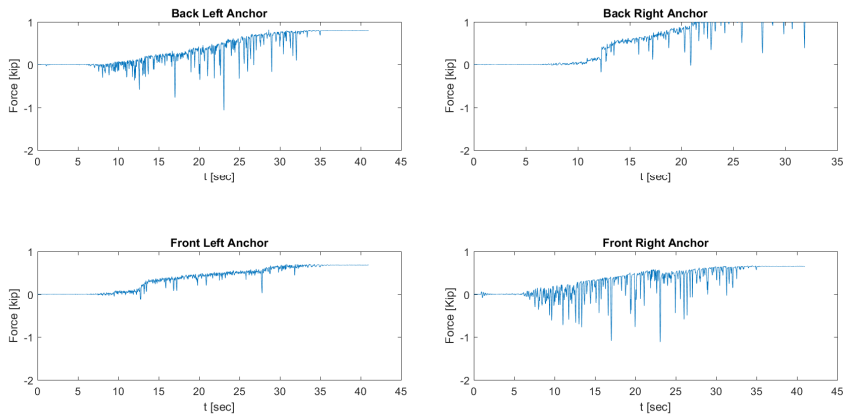 Back Left Anchor
Force [kip]
1
0
-1
-2
0 5 10 15 20 25 30 35 40 45
t [sec]
Back Right Anchor
Force [kip]
1
0
-1
-2
0 5 10 15 20 25 30 35
t [sec]
Front Left Anchor
Force [kip]
1
0
-1
-2
0 5 10 15 20 25 30 35 40 45
t [sec]
Front Right Anchor
Force [Kip]
1
0
-1
-2
0 5 10 15 20 25 30 35 40 45
t [sec]